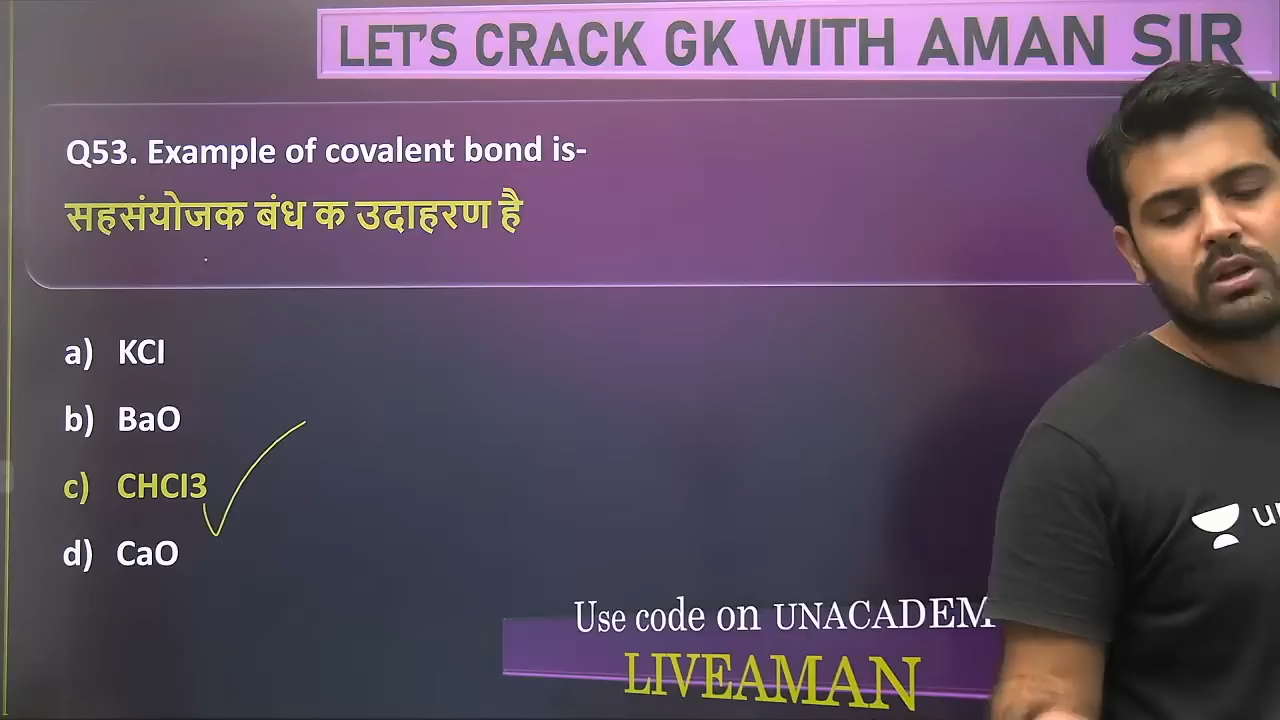 LET'S CRACK GK WITH AMAN SIR
Q53. Example of covalent bond is-
सहसंयोजक बंध क उदाहरण है
a) KCl
b) BaO
c) CHCl3
d) CaO
Use code on UNACADEM
LIVEAMAN